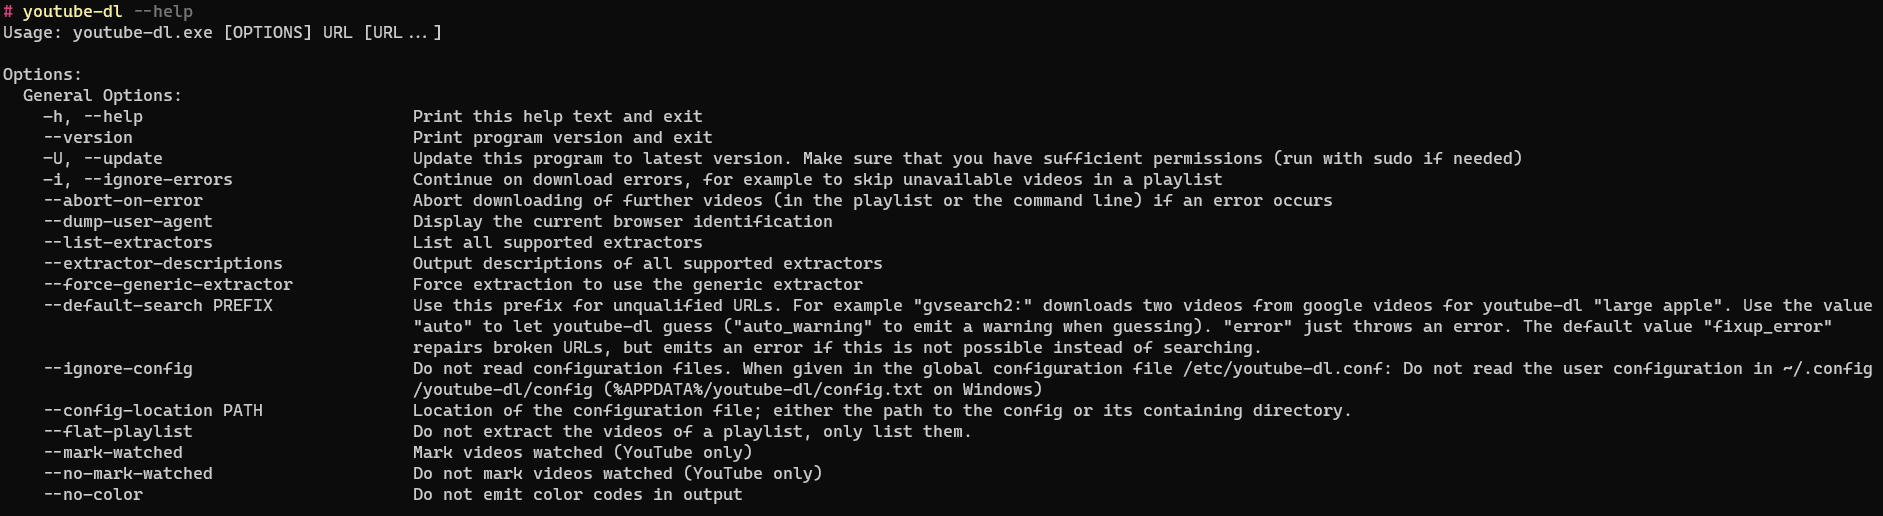 # youtube-dl --help
Usage: youtube-dl.exe [OPTIONS] URL [URL...]
Options:
General Options:
-h, --help Print this help text and exit
--version Print program version and exit
-U, --update Update this program to latest version. Make sure that you have sufficient permissions (run with sudo if needed)
-i, --ignore-errors Continue on download errors, for example to skip unavailable videos in a playlist
--abort-on-error Abort downloading of further videos (in the playlist or the command line) if an error occurs
--dump-user-agent Display the current browser identification
--list-extractors List all supported extractors
--extractor-descriptions Output descriptions of all supported extractors
--force-generic-extractor Force extraction to use the generic extractor
--default-search PREFIX Use this prefix for unqualified URLs. For example "gvsearch2:" downloads two videos from google videos for youtube-dl "large apple". Use the value
"auto" to let youtube-dl guess ("auto_warning" to emit a warning when guessing). "error" just throws an error. The default value "fixup_error"
repairs broken URLs, but emits an error if this is not possible instead of searching.
--ignore-config Do not read configuration files. When given in the global configuration file /etc/youtube-dl.conf: Do not read the user configuration in ~/.config
/youtube-dl/config (%APPDATA%/youtube-dl/config.txt on Windows)
--config-location PATH Location of the configuration file; either the path to the config or its containing directory.
--flat-playlist Do not extract the videos of a playlist, only list them.
--mark-watched Mark videos watched (YouTube only)
--no-mark-watched Do not mark videos watched (YouTube only)
--no-color Do not emit color codes in output